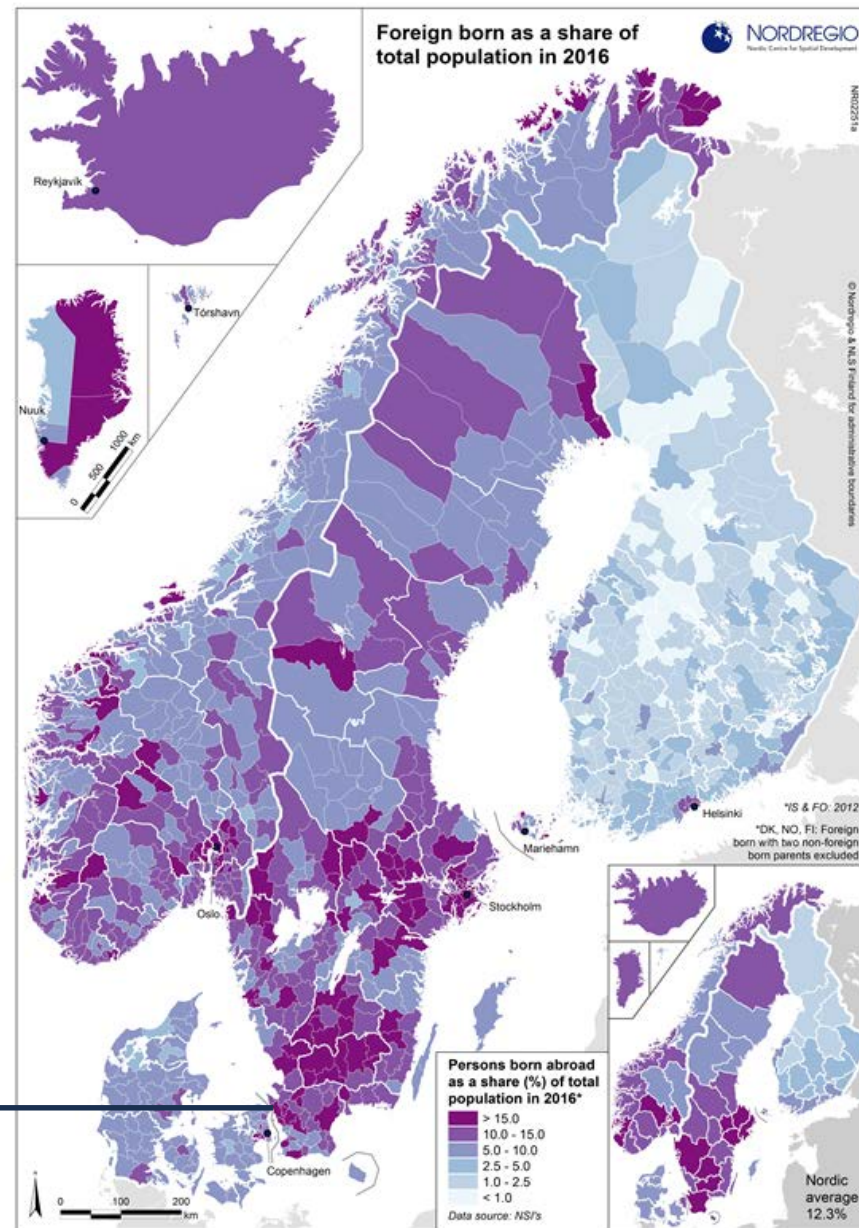 Foreign born as a share of
total population in 2016
NORDREGIO
Nordic Centre for Spatial Development
NR02251a
Reykjavík
Tórshavn
Nuuk
0 500 1000
km
© Nordregio & NLS Finland for administrative boundaries
Helsinki
*IS & FO: 2012
*DK, NO, FI: Foreign
born with two non-foreign
born parents excluded
Mariehamn
Stockholm
Oslo
Copenhagen
Persons born abroad
as a share (%) of total
population in 2016*
> 15.0
10.0 - 15.0
5.0 - 10.0
2.5 - 5.0
1.0 - 2.5
< 1.0
Data source: NSI's
0 100 200
km
Nordic
average
12.3%